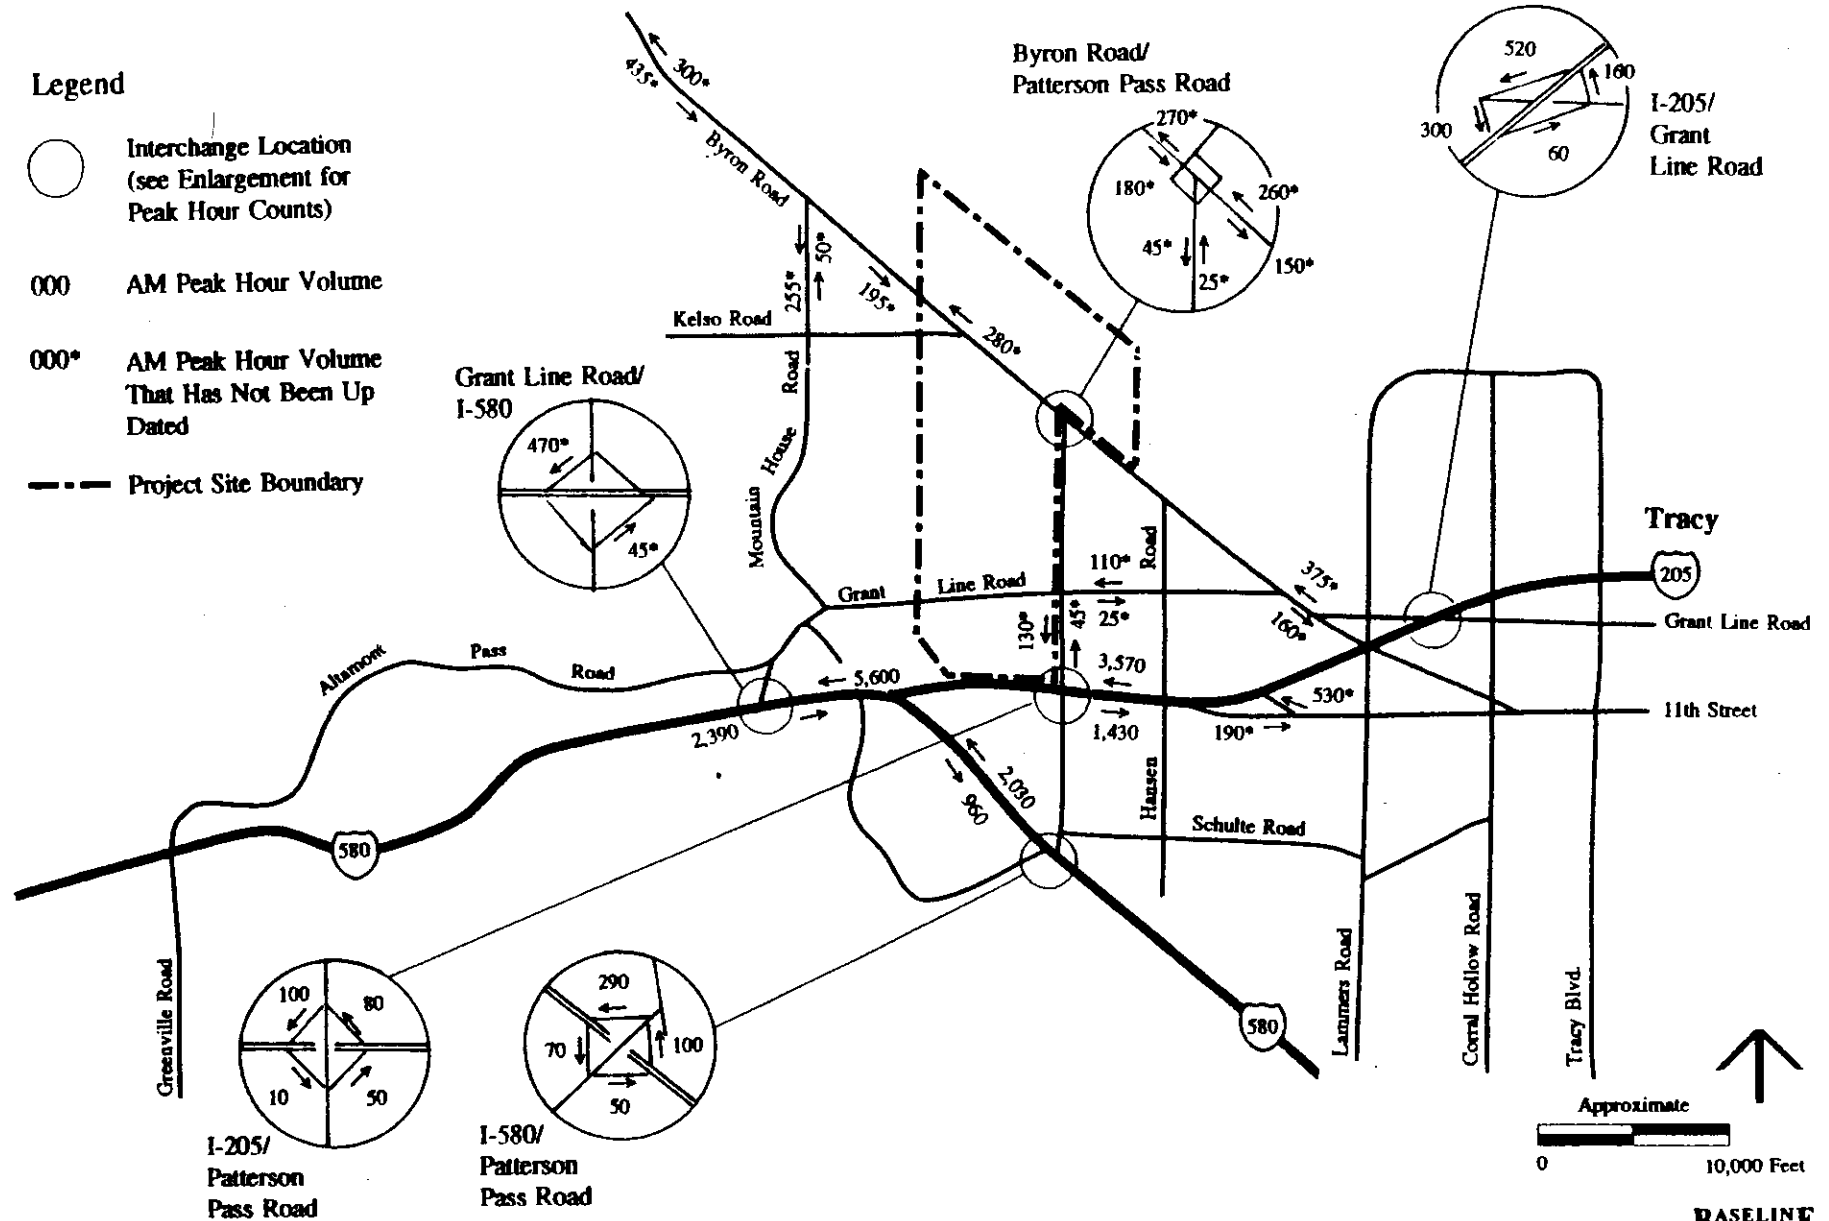 Legend
Interchange Location
(see Enlargement for
Peak Hour Counts)
000 AM Peak Hour Volume
000* AM Peak Hour Volume
That Has Not Been Up
Dated
Project Site Boundary
435*
300*
Byron Road
Byron Road/
Patterson Pass Road
270*
180*
260*
45*
25*
150*
520
160
300
60
I-205/
Grant
Line Road
255*
50*
195*
280*
Kelso Road
Grant Line Road/
I-580
470*
45*
Mountain House Road
Grant Line Road
110*
25*
130*
45*
Road
Hansen
375*
160*
Tracy
205
Grant Line Road
11th Street
Altamont Pass Road
5,600
2,390
3,570
1,430
530*
190*
2,030
960
Schulte Road
580
580
Greenville Road
Lammers Road
Corral Hollow Road
Tracy Blvd.
100
80
10
50
I-205/
Patterson
Pass Road
290
70
100
50
I-580/
Patterson
Pass Road
Approximate
0 10,000 Feet
BASELINE